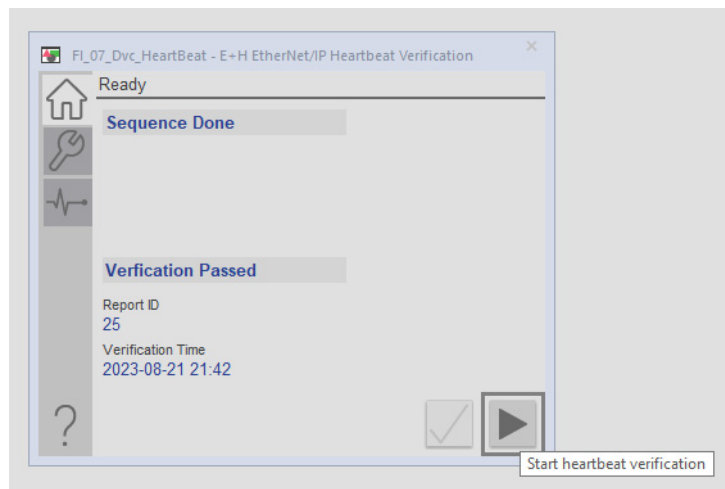 FI_07_Dvc_HeartBeat - E+H EtherNet/IP Heartbeat Verification
Ready
Sequence Done
Verfication Passed
Report ID
25
Verification Time
2023-08-21 21:42
?
Start heartbeat verification